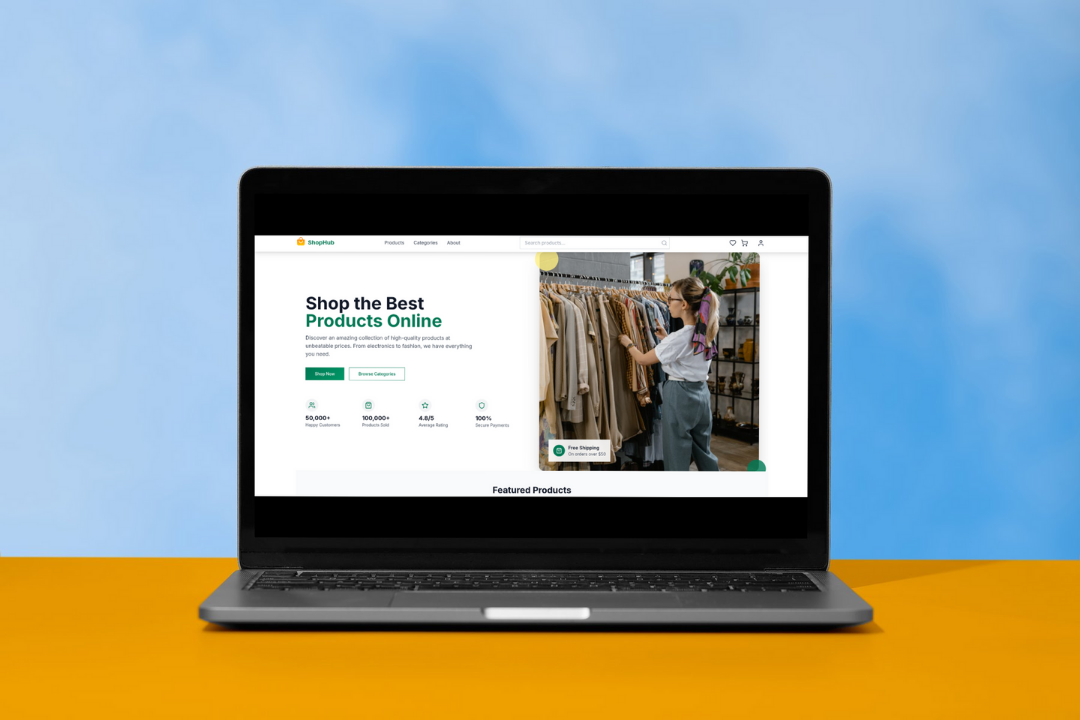 ShopHub
Products Categories About
Search products...
Shop the Best
Products Online
Discover an amazing collection of high-quality products at
unbeatable prices. From electronics to fashion, we have everything
you need.
Shop Now
Browse Categories
50,000+
Happy Customers
100,000+
Products Sold
4.8/5
Average Rating
100%
Secure Payments
Free Shipping
On orders over $50
Featured Products